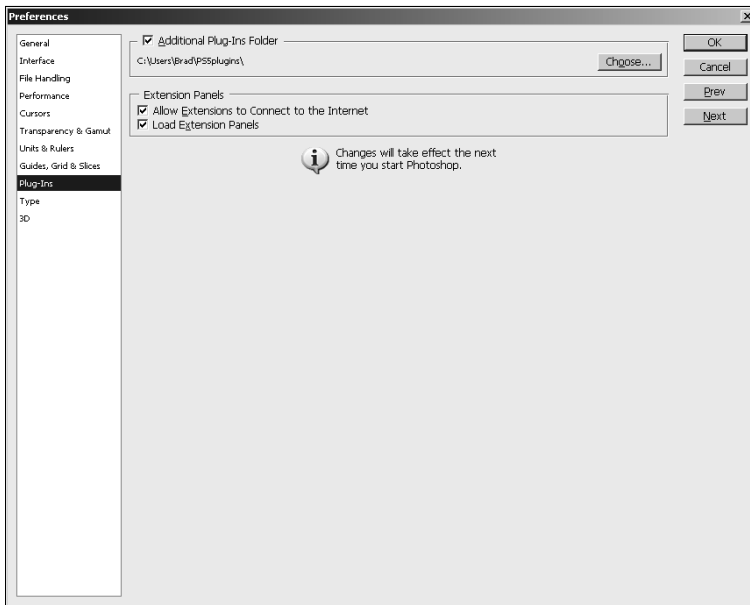 Preferences
General
Interface
File Handling
Performance
Cursors
Transparency & Gamut
Units & Rulers
Guides, Grid & Slices
Plug-Ins
Type
3D
Additional Plug-Ins Folder
C:\Users\Brad\PS5plugins\
Choose...
Extension Panels
Allow Extensions to Connect to the Internet
Load Extension Panels
Changes will take effect the next
time you start Photoshop.
OK
Cancel
Prev
Next